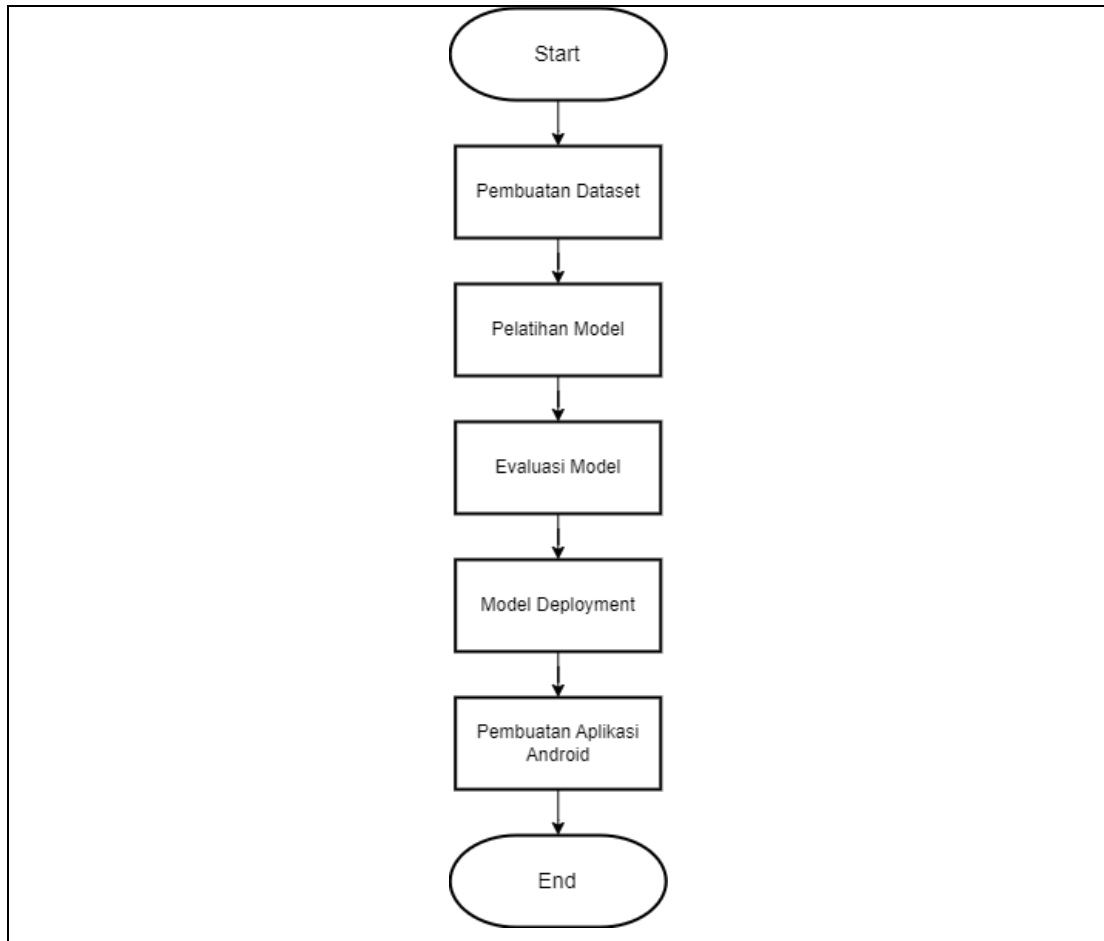 Start
Pembuatan Dataset
Pelatihan Model
Evaluasi Model
Model Deployment
Pembuatan Aplikasi
Android
End